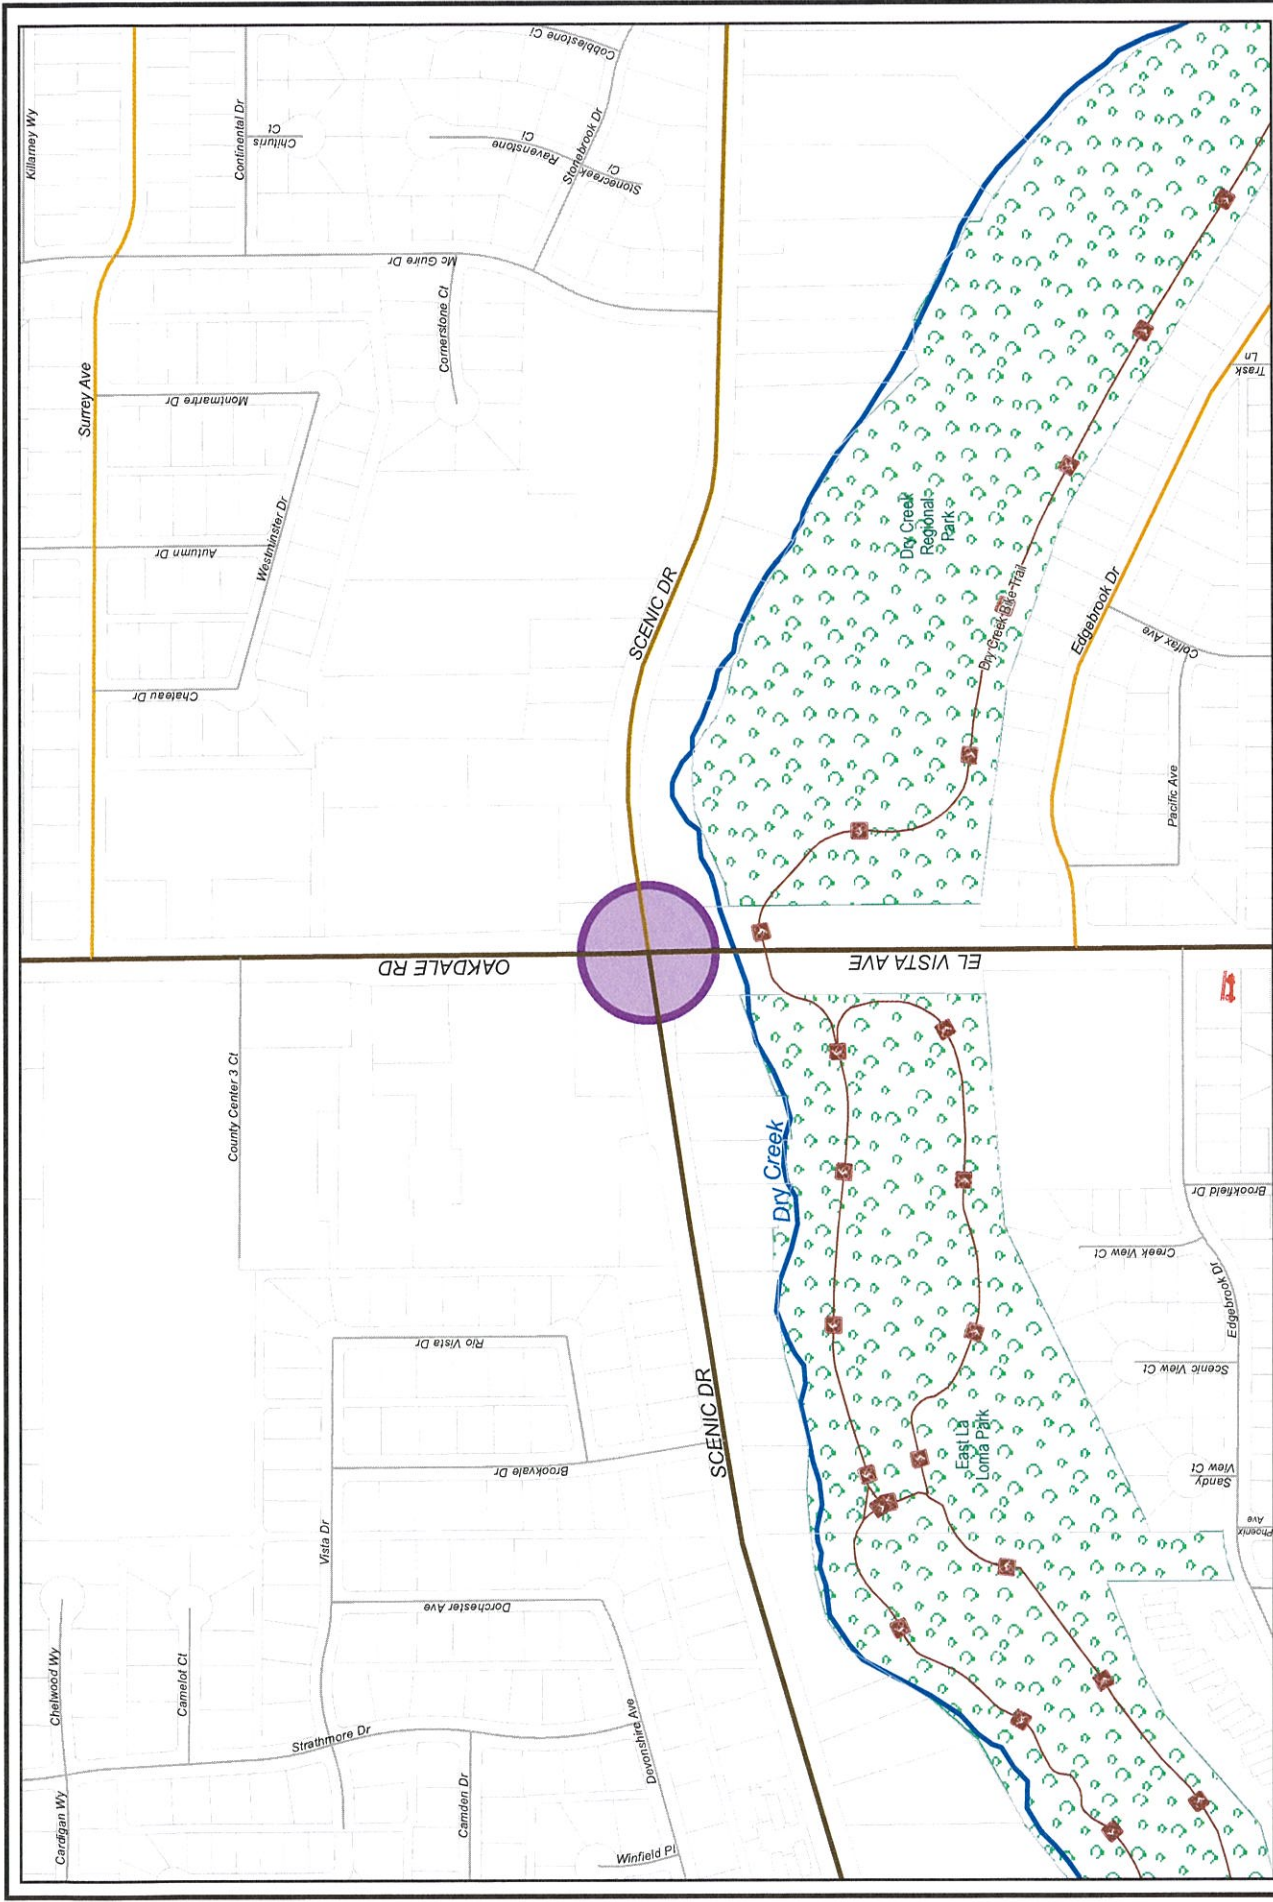 Killarney Wy
Surrey Ave
Continental Dr
Chituris
Ct
Mc Guire Dr
Cobblestone Ci
Ravenstone
Ci
Stonebrook Dr
Stonecreek
Ci
Cornerstone Ct
Montmartre Dr
Autumn Dr
Westminster Dr
Chateau Dr
SCENIC DR
Dry Creek
Regional
Park
Dry Creek Bike Trail
Trask
Ln
Edgebrook Dr
Colfax Ave
Pacific Ave
OAKDALE RD
EL VISTA AVE
County Center 3 Ct
Dry Creek
Rio Vista Dr
Brookvale Dr
Vista Dr
Dorchester Ave
SCENIC DR
East La
Loma Park
Brookfield Dr
Creek View Ct
Edgebrook Dr
Scenic View Ct
Sandy
View Ct
Phoenix
Ave
Chelwood Wy
Camelot Ct
Strathmore Dr
Devonshire Ave
Cardigan Wy
Camden Dr
Winfield Pl